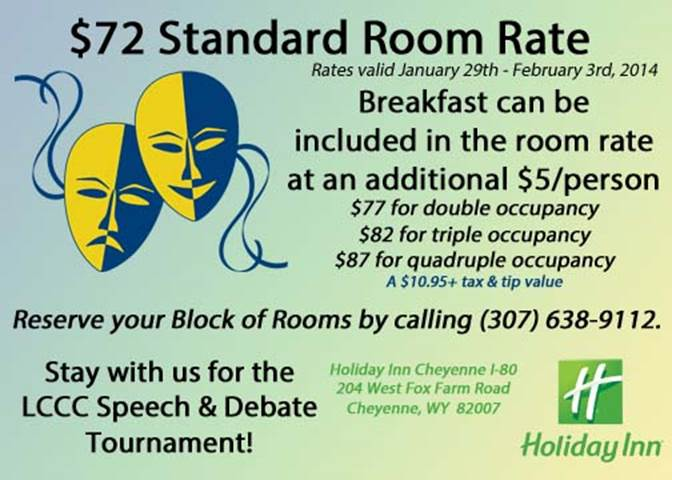 $72 Standard Room Rate
Rates valid January 29th - February 3rd, 2014
Breakfast can be
included in the room rate
at an additional $5/person
$77 for double occupancy
$82 for triple occupancy
$87 for quadruple occupancy
A $10.95+ tax & tip value
Reserve your Block of Rooms by calling (307) 638-9112.
Stay with us for the
LCCC Speech & Debate
Tournament!
Holiday Inn Cheyenne I-80
204 West Fox Farm Road
Cheyenne, WY 82007
H
Holiday Inn